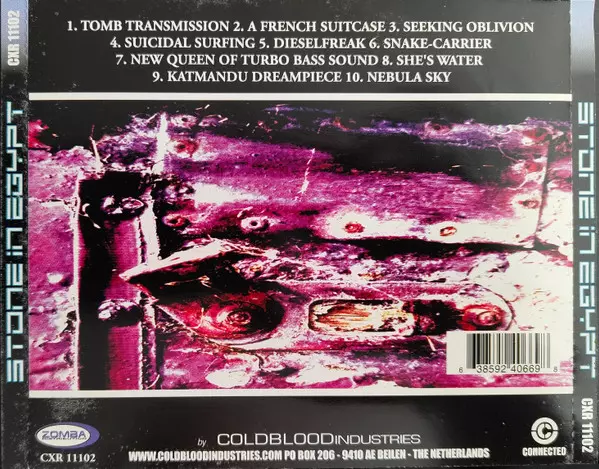 1. TOMB TRANSMISSION 2. A FRENCH SUITCASE 3. SEEKING OBLIVION
4. SUICIDAL SURFING 5. DIESELFREAK 6. SNAKE-CARRIER
7. NEW QUEEN OF TURBO BASS SOUND 8. SHE'S WATER
9. KATMANDU DREAMPIECE 10. NEBULA SKY
CXR 11102
STONE IN EGYPT
STONE IN EGYPT
CXR 11102
6 38592 40669 8
ZOMBA
CXR 11102
by COLDBLOODINDUSTRIES
WWW.COLDBLOODINDUSTRIES.COM PO BOX 206 - 9410 AE BEILEN - THE NETHERLANDS
CONNECTED